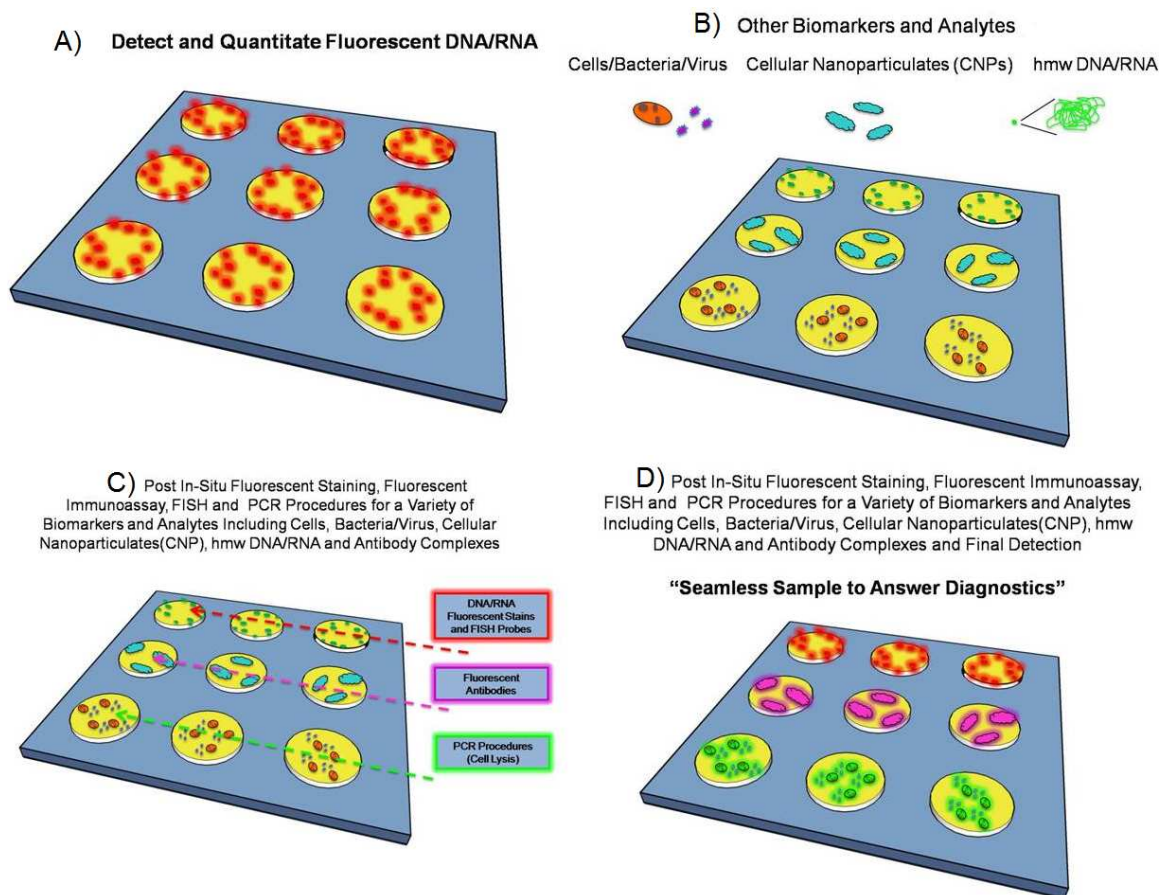 A) Detect and Quantitate Fluorescent DNA/RNA
B) Other Biomarkers and Analytes
Cells/Bacteria/Virus Cellular Nanoparticulates (CNPs) hmw DNA/RNA
C) Post In-Situ Fluorescent Staining, Fluorescent
Immunoassay, FISH and PCR Procedures for a Variety of
Biomarkers and Analytes Including Cells, Bacteria/Virus, Cellular
Nanoparticulates(CNP), hmw DNA/RNA and Antibody Complexes
DNA/RNA
Fluorescent Stains
and FISH Probes
Fluorescent
Antibodies
PCR Procedures
(Cell Lysis)
D) Post In-Situ Fluorescent Staining, Fluorescent Immunoassay,
FISH and PCR Procedures for a Variety of Biomarkers and Analytes
Including Cells, Bacteria/Virus, Cellular Nanoparticulates(CNP), hmw
DNA/RNA and Antibody Complexes and Final Detection
“Seamless Sample to Answer Diagnostics”